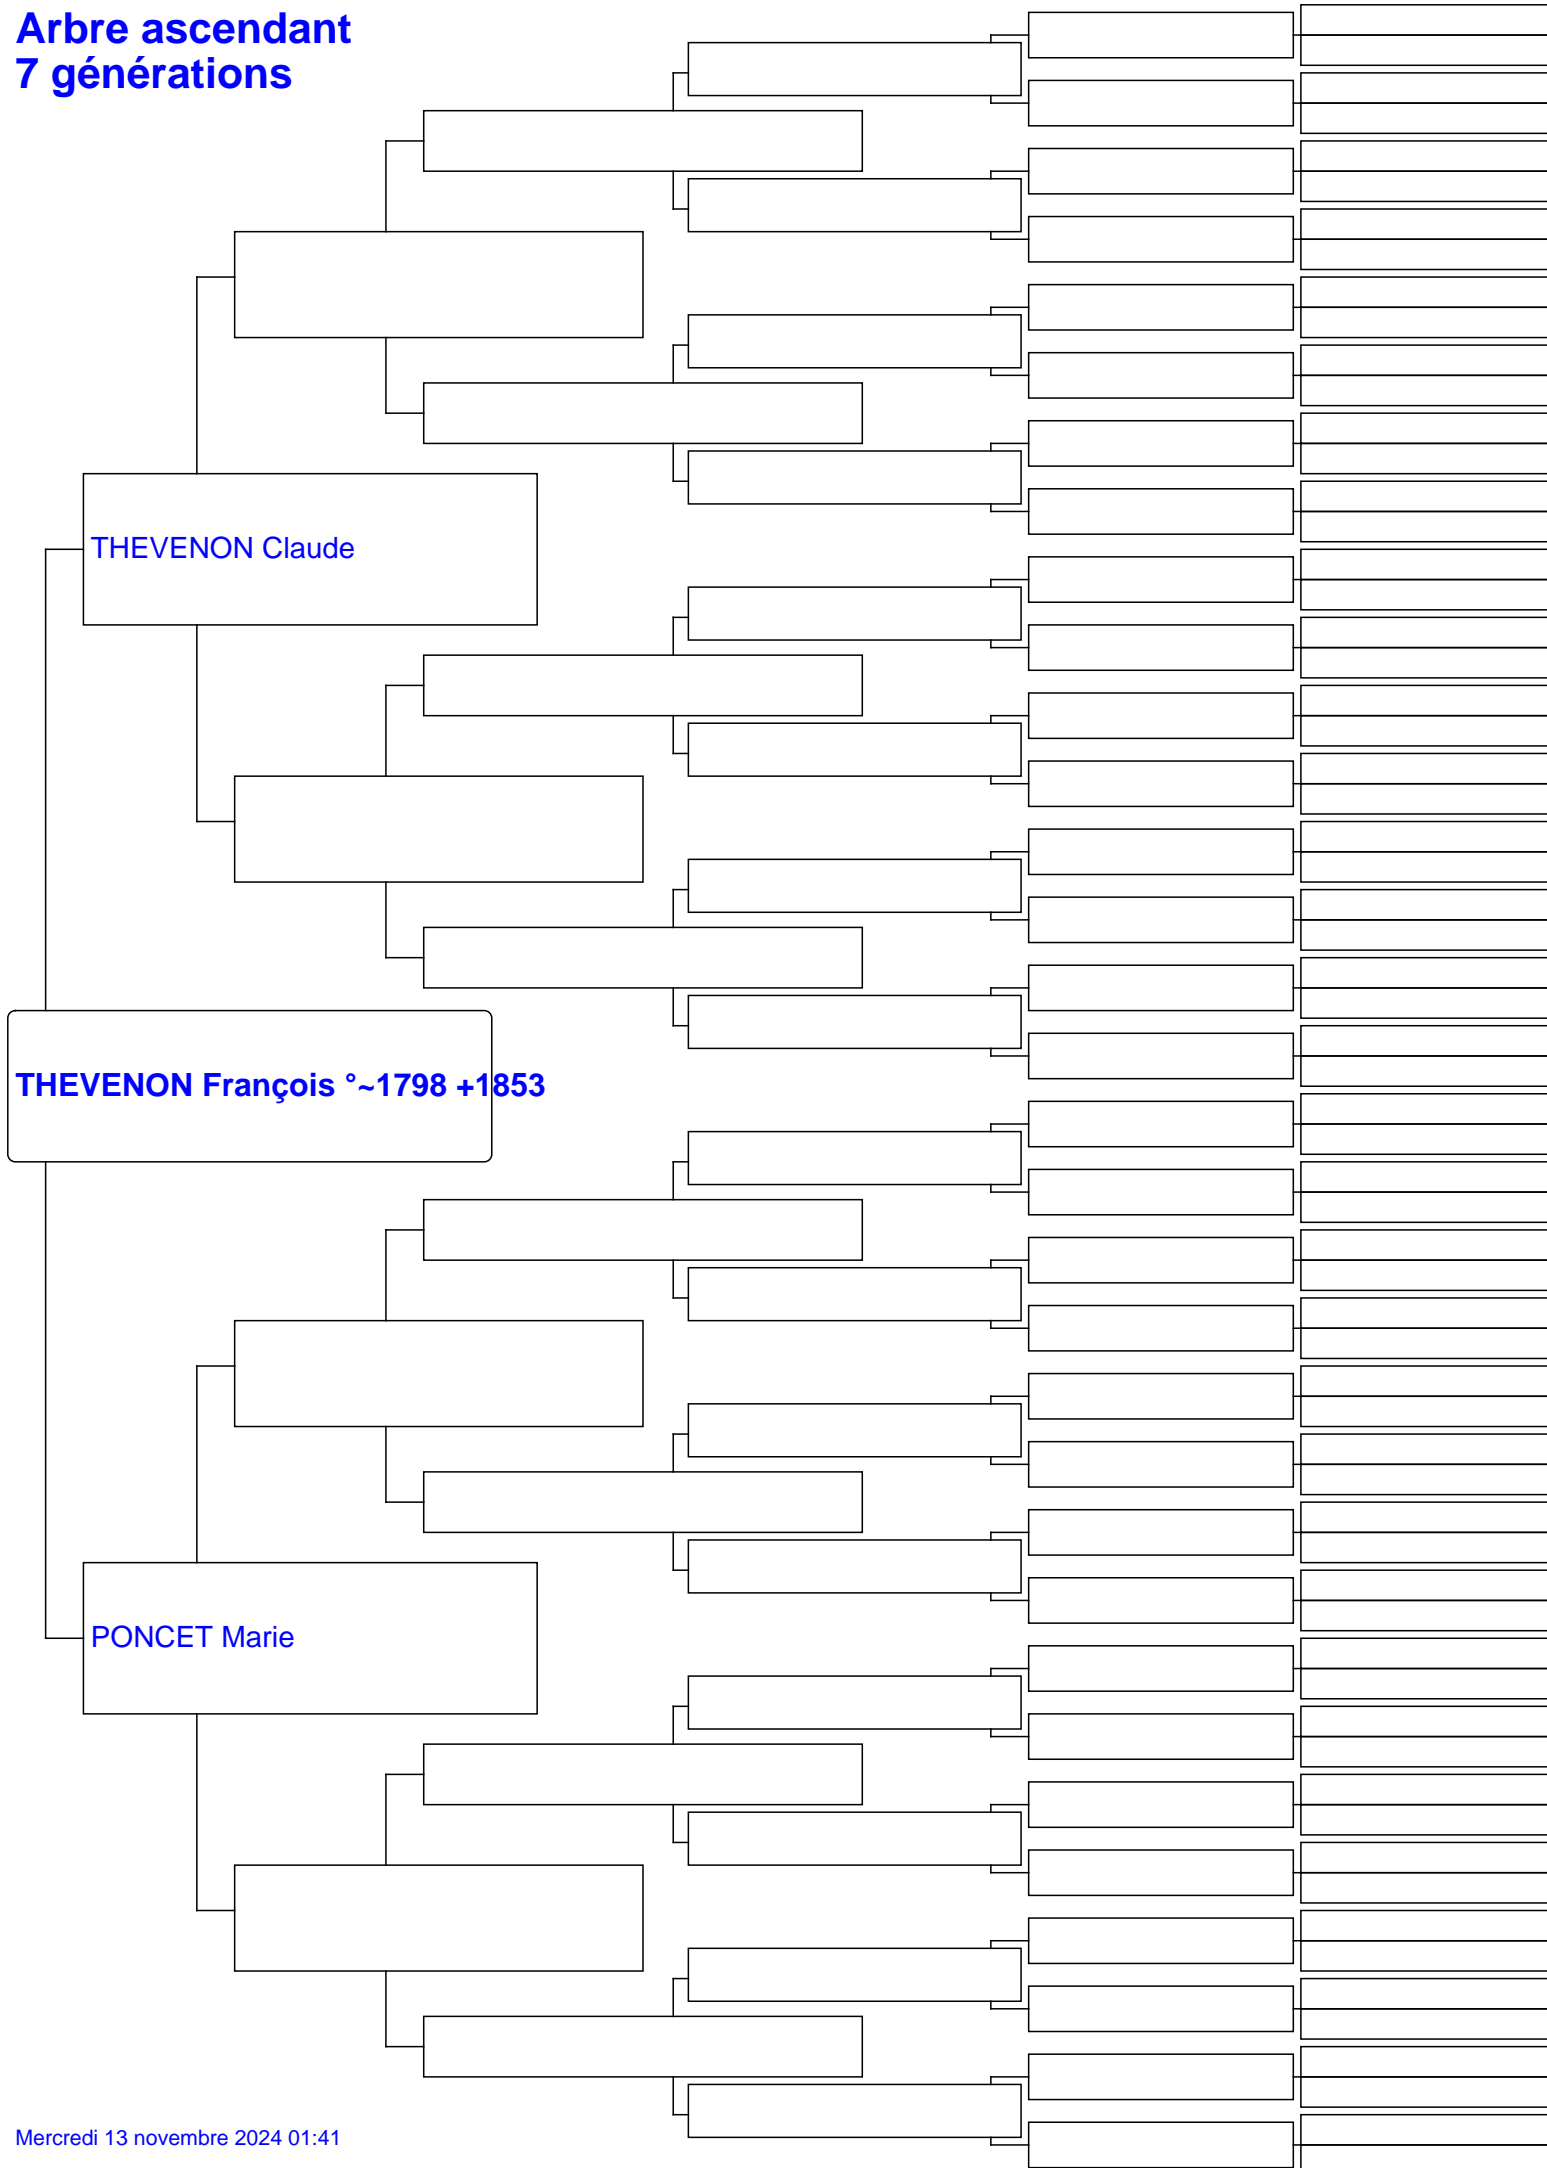 Arbre ascendant
7 générations
THEVENON Claude
THEVENON François °~1798 +1853
PONCET Marie
Mercredi 13 novembre 2024 01:41